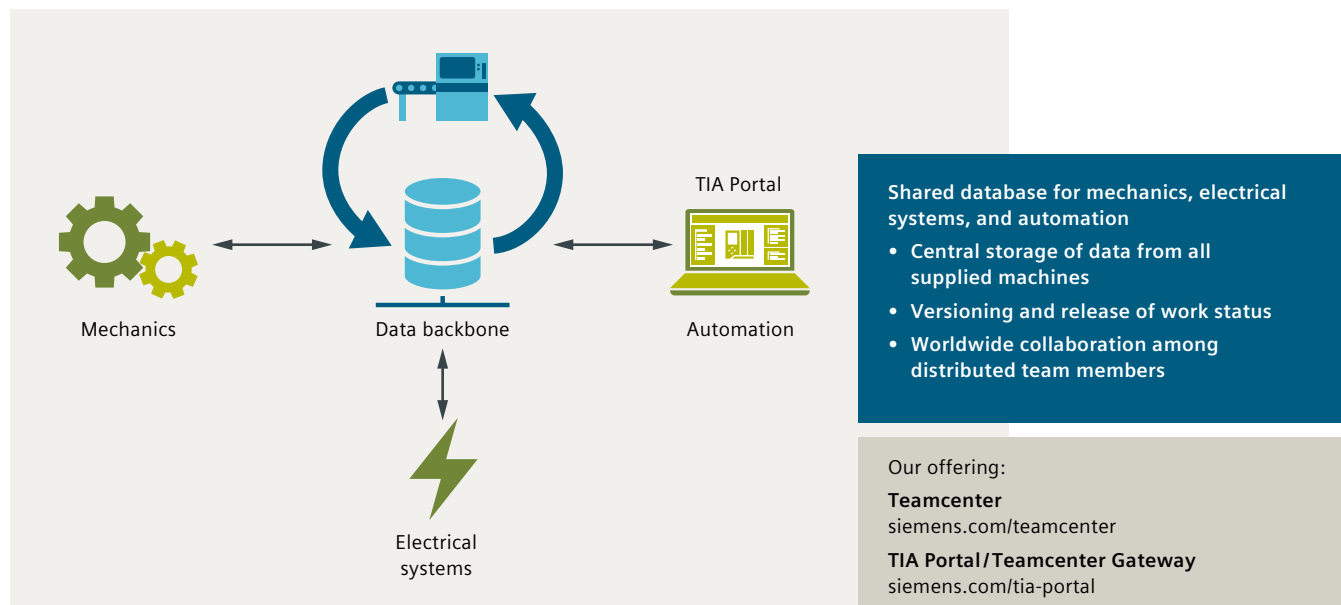 TIA Portal
Mechanics
Data backbone
Automation
Electrical
systems
Shared database for mechanics, electrical
systems, and automation
• Central storage of data from all
supplied machines
• Versioning and release of work status
• Worldwide collaboration among
distributed team members
Our offering:
Teamcenter
siemens.com/teamcenter
TIA Portal/Teamcenter Gateway
siemens.com/tia-portal